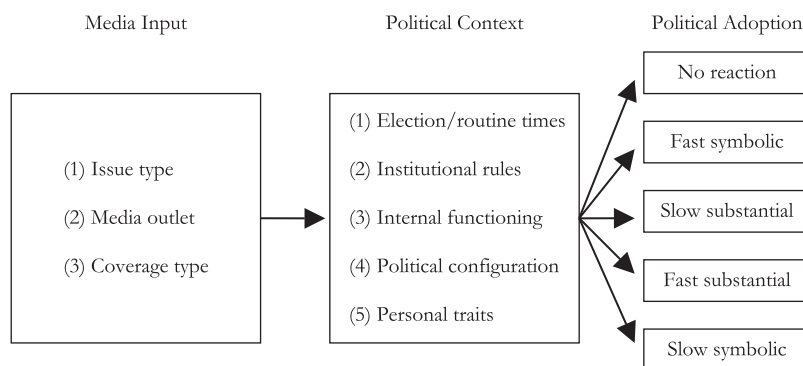 Media Input
Political Context
Political Adoption
(1) Issue type
(2) Media outlet
(3) Coverage type
(1) Election/routine times
(2) Institutional rules
(3) Internal functioning
(4) Political configuration
(5) Personal traits
No reaction
Fast symbolic
Slow substantial
Fast substantial
Slow symbolic